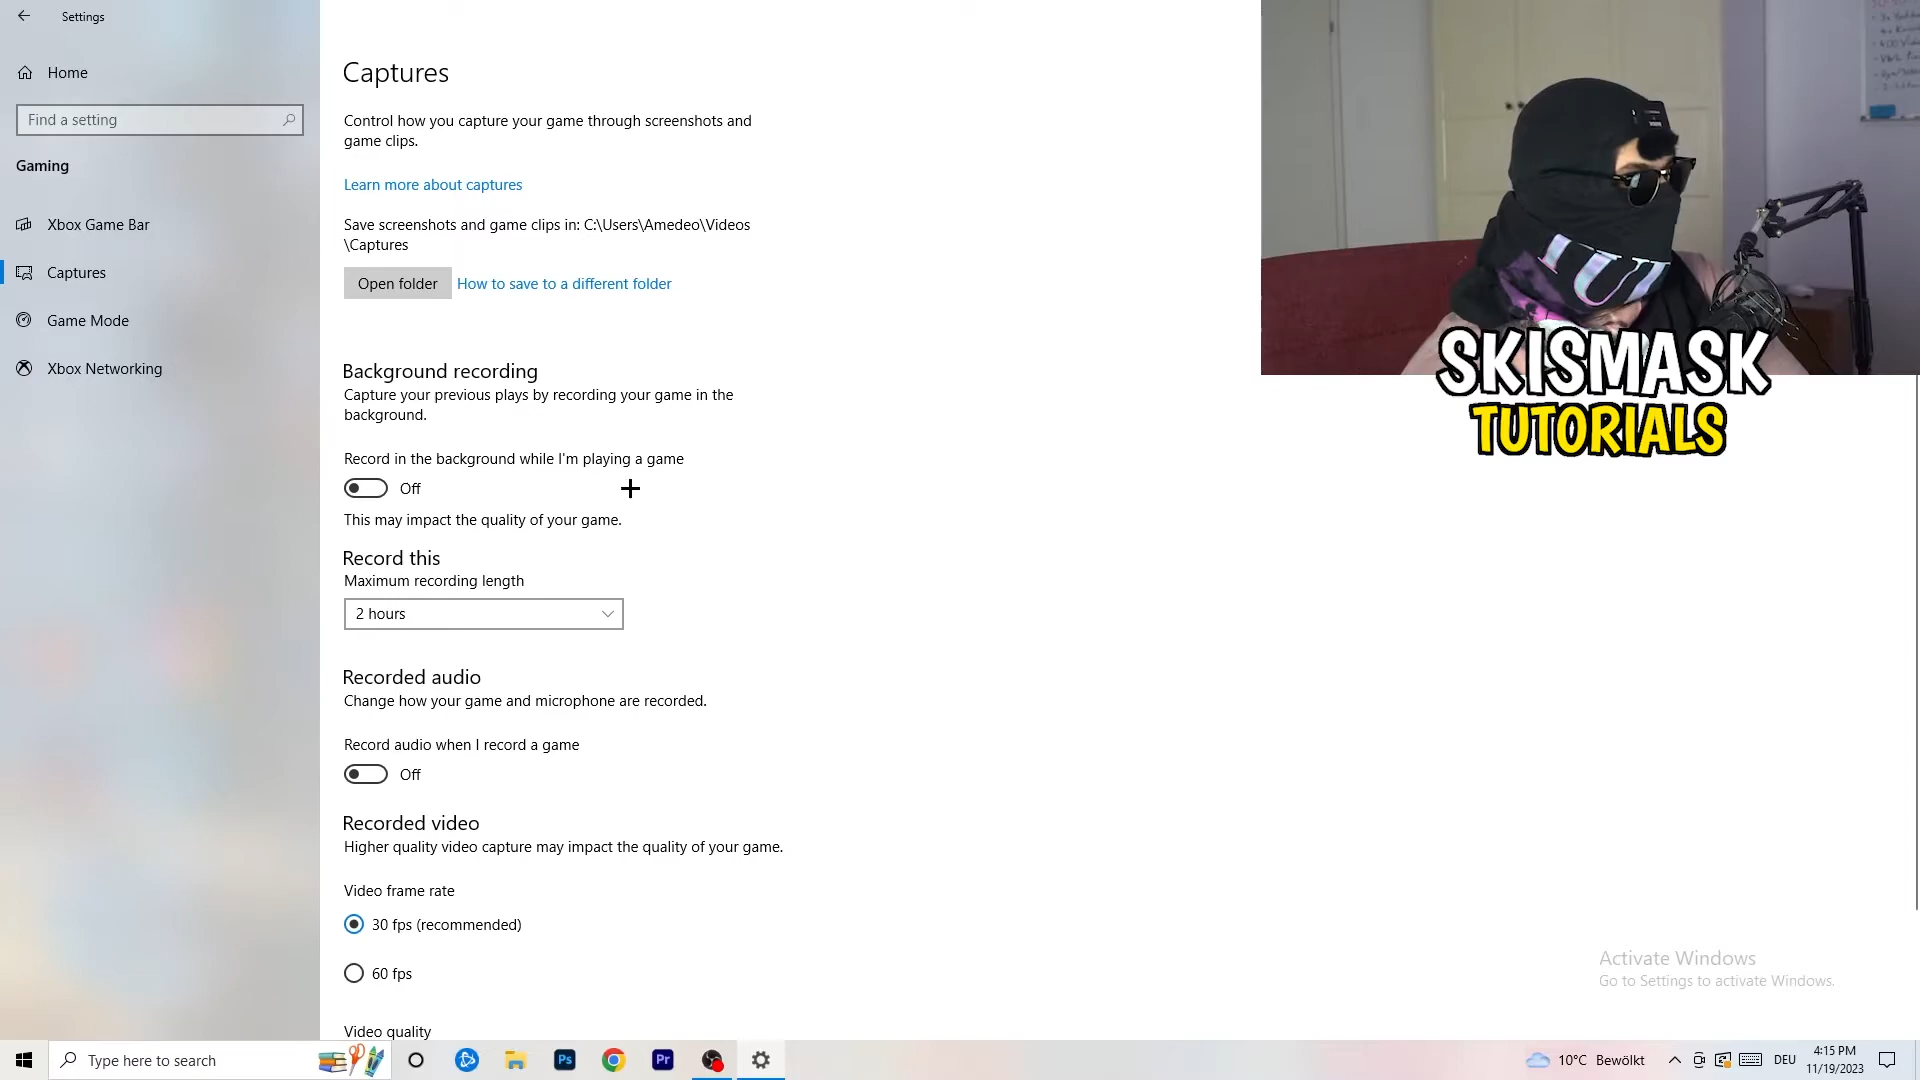 Settings
Home
Find a setting
Gaming
Xbox Game Bar
Captures
Game Mode
Xbox Networking
Captures
Control how you capture your game through screenshots and
game clips.
Learn more about captures
Save screenshots and game clips in: C:\Users\Amedeo\Videos
\Captures
Open folder
How to save to a different folder
Background recording
Capture your previous plays by recording your game in the
background.
Record in the background while I'm playing a game
Off
This may impact the quality of your game.
Record this
Maximum recording length
2 hours
Recorded audio
Change how your game and microphone are recorded.
Record audio when I record a game
Off
Recorded video
Higher quality video capture may impact the quality of your game.
Video frame rate
30 fps (recommended)
60 fps
Video quality
SKISMASK
TUTORIALS
Activate Windows
Go to Settings to activate Windows.
Type here to search
Ps
Pr
10°C Bewölkt
DEU
4:15 PM
11/19/2023